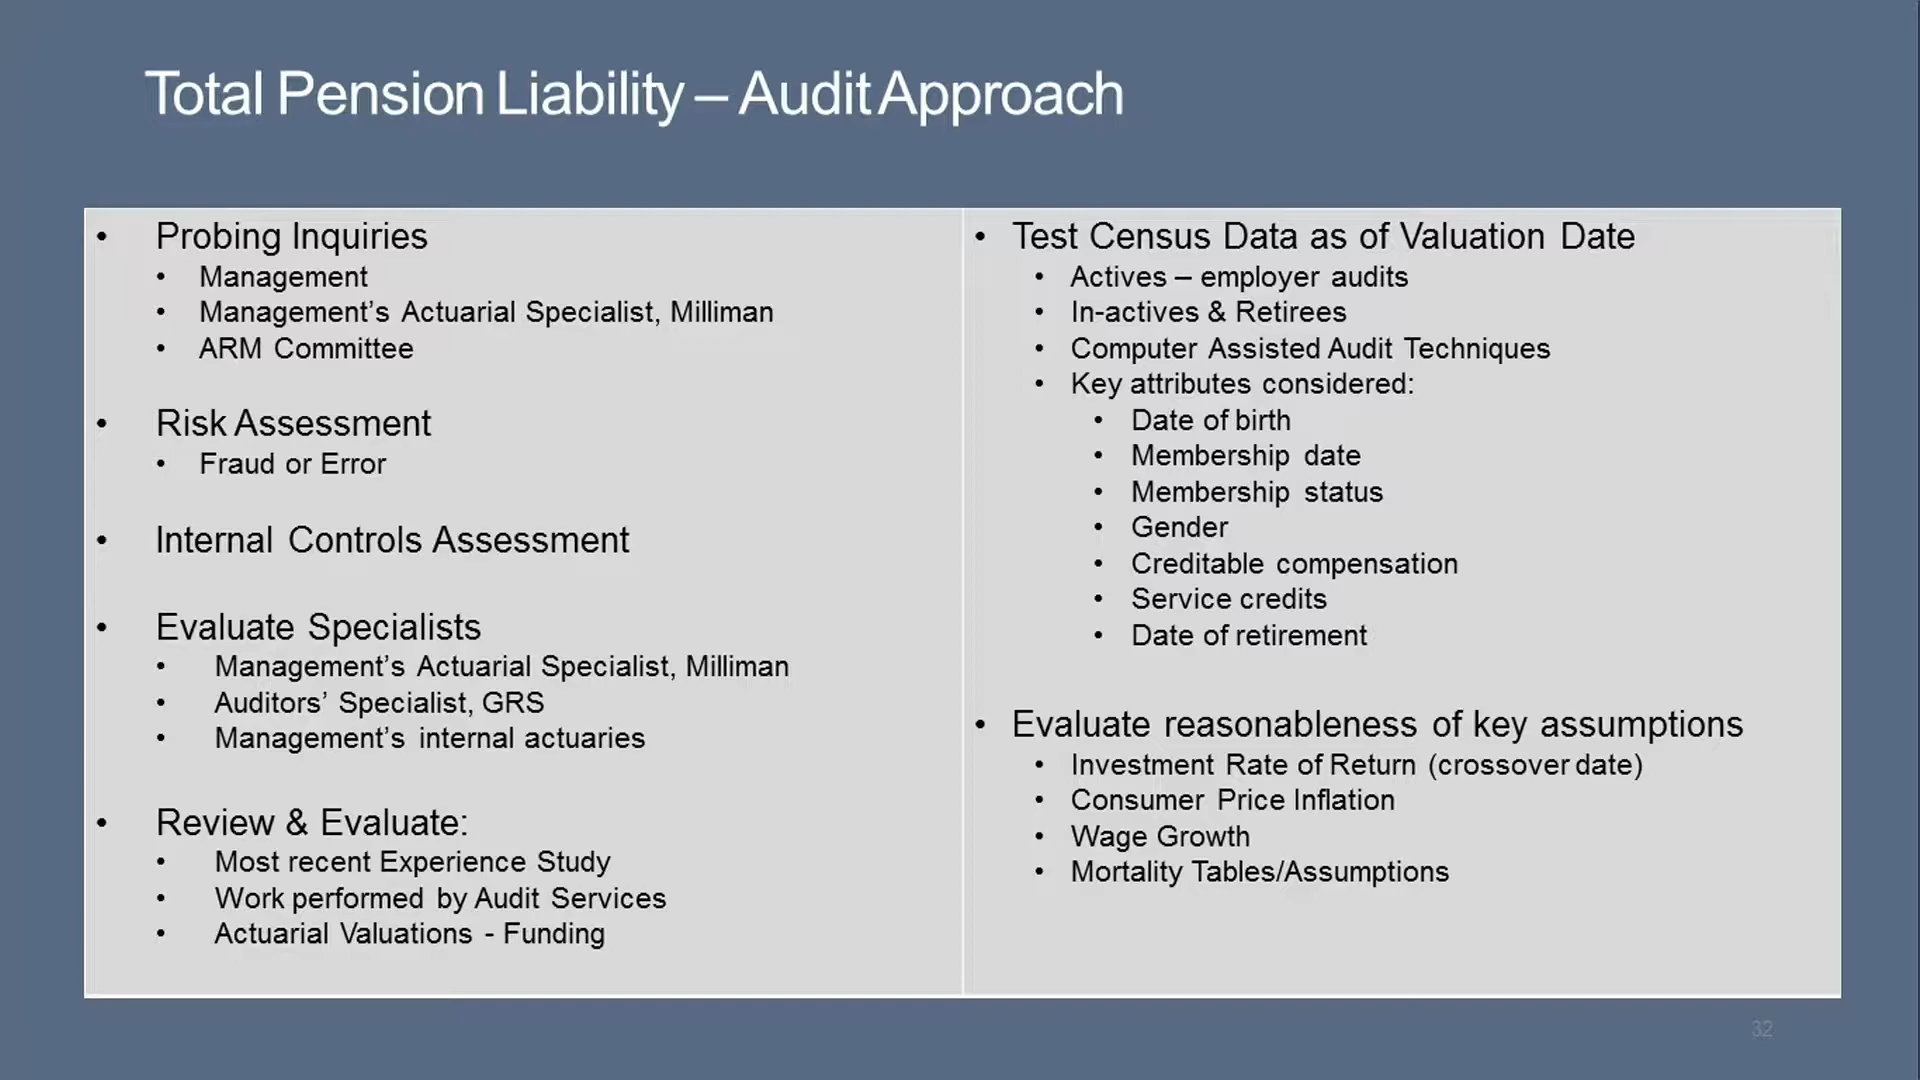 Total Pension Liability – Audit Approach
• Probing Inquiries
• Management
• Management’s Actuarial Specialist, Milliman
• ARM Committee
• Risk Assessment
• Fraud or Error
• Internal Controls Assessment
• Evaluate Specialists
• Management’s Actuarial Specialist, Milliman
• Auditors’ Specialist, GRS
• Management’s internal actuaries
• Review & Evaluate:
• Most recent Experience Study
• Work performed by Audit Services
• Actuarial Valuations - Funding
• Test Census Data as of Valuation Date
• Actives – employer audits
• In-actives & Retirees
• Computer Assisted Audit Techniques
• Key attributes considered:
• Date of birth
• Membership date
• Membership status
• Gender
• Creditable compensation
• Service credits
• Date of retirement
• Evaluate reasonableness of key assumptions
• Investment Rate of Return (crossover date)
• Consumer Price Inflation
• Wage Growth
• Mortality Tables/Assumptions
32